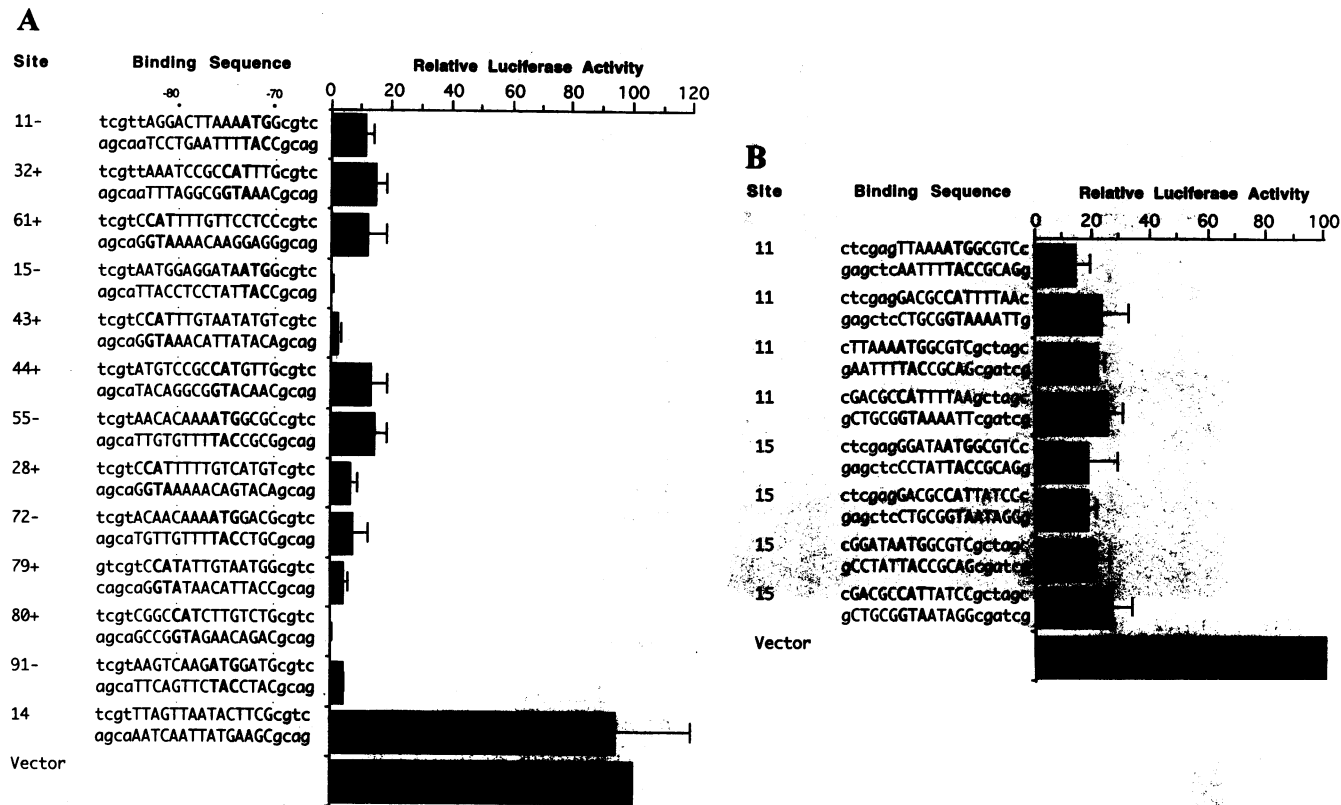 A
Site Binding Sequence Relative Luciferase Activity
-80 -70 0 20 40 60 80 100 120
11- tcgttAGGACTTAAAATGGcgtc
agcaaTCCTGAATTTTACCgcag
32+ tcgttAAATCCGCCATTTGcgtc
agcaaTTTAGGCGGTAAACgcag
61+ tcgtCCATTTTGTTCCTCCcgtc
agcaGGTAAAACAAGGAGGgcag
15- tcgtAATGGAGGATAATGGcgtc
agcaTTACCTCCTATTACCgcag
43+ tcgtCCATTTGTAATATGTcgtc
agcaGGTAAACATTATACAgcag
44+ tcgtATGTCCGCCATGTTGcgtc
agcaTACAGGCGGTACAACgcag
55- tcgtAACACAAAATGGCGCcgtc
agcaTTGTGTTTTACCGCGgcag
28+ tcgtCCATTTTTGTCATGTcgtc
agcaGGTAAAAACAGTACAgcag
72- tcgtACAACAAAATGGACGcgtc
agcaTGTTGTTTTACCTGCgcag
79+ gtcgtCCATATTGTAATGGcgtc
cagcaGGTATAACATTACCgcag
80+ tcgtCGGCCATCTTGTCTGcgtc
agcaGCCGGTAGAACAGACgcag
91- tcgtAAGTCAAGATGGATGcgtc
agcaTTCAGTTCTACCTACgcag
14 tcgtTTAGTTAATACTTCGcgtc
agcaAATCAATTATGAAGCgcag
Vector
B
Site Binding Sequence Relative Luciferase Activity
0 20 40 60 80 100
11 ctcgagTTAAAATGGCGTCc
gagctcAATTTTACCGCAGg
11 ctcgagGACGCCATTTTAAc
gagctcCTGCGGTAAAATTg
11 cTTAAAATGGCGTCgctagc
gAATTTTACCGCAGcgatcg
11 cGACGCCATTTTAAgctagc
gCTGCGGTAAAATTcgatcg
15 ctcgagGGATAATGGCGTCc
gagctcCCTATTACCGCAGg
15 ctcgagGACGCCATTATCCc
gagctcCTGCGGTAATAGGg
15 cGGATAATGGCGTCgctagc
gCCTATTACCGCAGcgatcg
15 cGACGCCATTATCCgctagc
gCTGCGGTAATAGGcgatcg
Vector